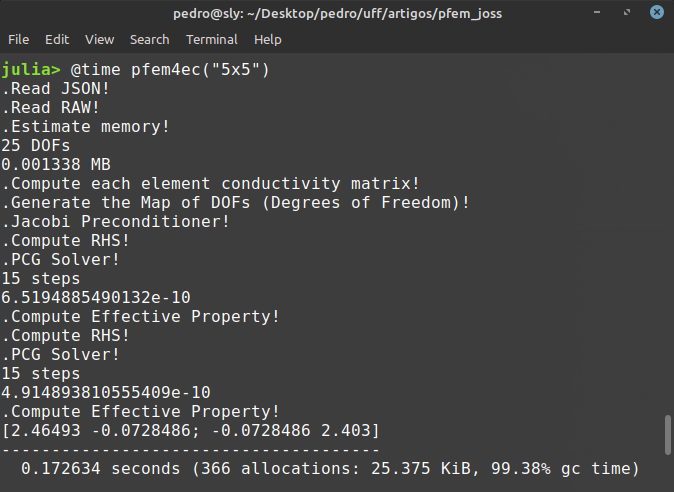 pedro@sly: ~/Desktop/pedro/uff/artigos/pfem_joss
File Edit View Search Terminal Help
julia> @time pfem4ec("5x5")
.Read JSON!
.Read RAW!
.Estimate memory!
25 DOFs
0.001338 MB
.Compute each element conductivity matrix!
.Generate the Map of DOFs (Degrees of Freedom)!
.Jacobi Preconditioner!
.Compute RHS!
.PCG Solver!
15 steps
6.5194885490132e-10
.Compute Effective Property!
.Compute RHS!
.PCG Solver!
15 steps
4.914893810555409e-10
.Compute Effective Property!
[2.46493 -0.0728486; -0.0728486 2.403]
--------------------------------------
0.172634 seconds (366 allocations: 25.375 KiB, 99.38% gc time)